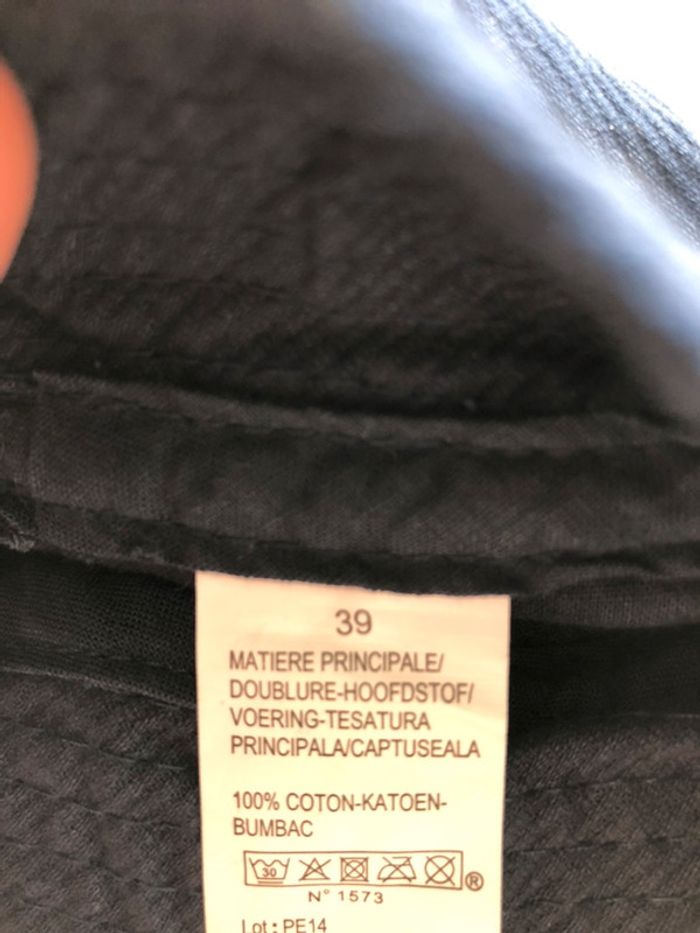 39
MATIERE PRINCIPALE/
DOUBLURE-HOOFDSTOF/
VOERING-TESATURA
PRINCIPALA/CAPTUSEALA
100% COTON-KATOEN-
BUMBAC
30
®
N° 1573
Lot : PE14